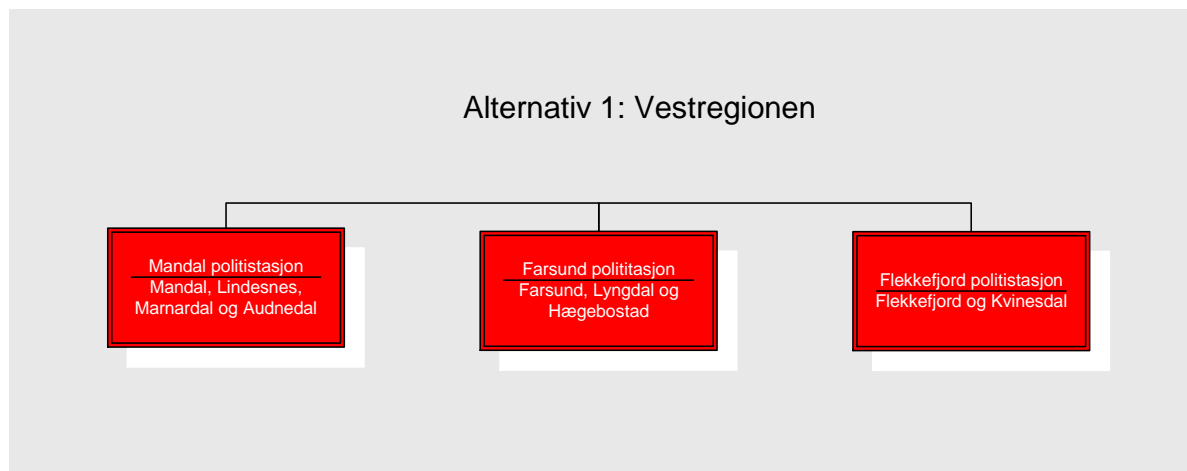 Alternativ 1: Vestregionen
Mandal politistasjon
Mandal, Lindesnes,
Marnardal og Audnedal
Farsund polititasjon
Farsund, Lyngdal og
Hægebostad
Flekkefjord politistasjon
Flekkefjord og Kvinesdal